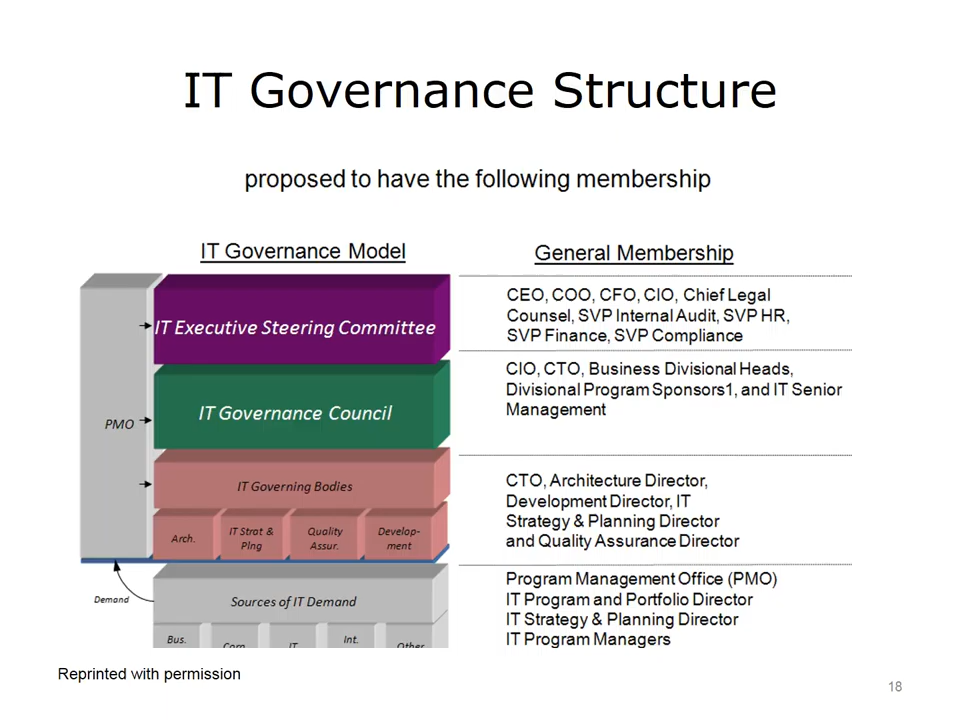 IT Governance Structure
proposed to have the following membership
IT Governance Model
General Membership
IT Executive Steering Committee
CEO, COO, CFO, CIO, Chief Legal
Counsel, SVP Internal Audit, SVP HR,
SVP Finance, SVP Compliance
PMO
IT Governance Council
CIO, CTO, Business Divisional Heads,
Divisional Program Sponsors1, and IT Senior
Management
IT Governing Bodies
Arch.
IT Strat &
Plng
Quality
Assur.
Develop-
ment
CTO, Architecture Director,
Development Director, IT
Strategy & Planning Director
and Quality Assurance Director
Demand
Sources of IT Demand
Bus.
Com
IT
Int.
Other
Program Management Office (PMO)
IT Program and Portfolio Director
IT Strategy & Planning Director
IT Program Managers
Reprinted with permission
18